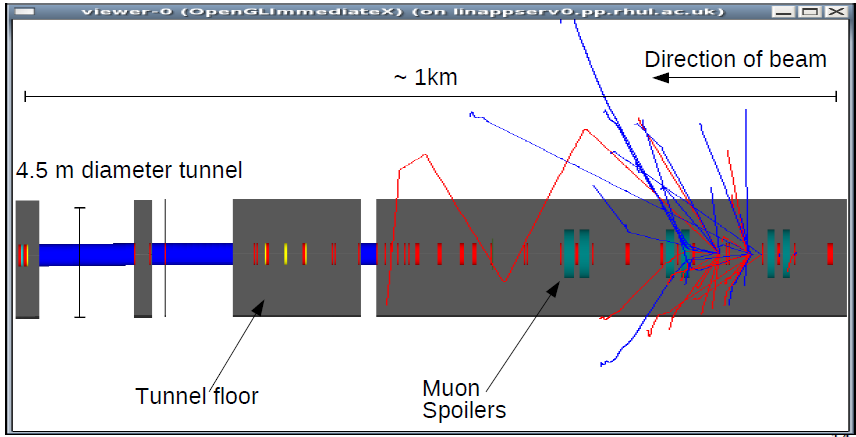 viewer-0 (OpenGLImmediateX) (on linappserv0.pp.rhul.ac.uk)
Direction of beam
~ 1km
4.5 m diameter tunnel
Tunnel floor
Muon
Spoilers